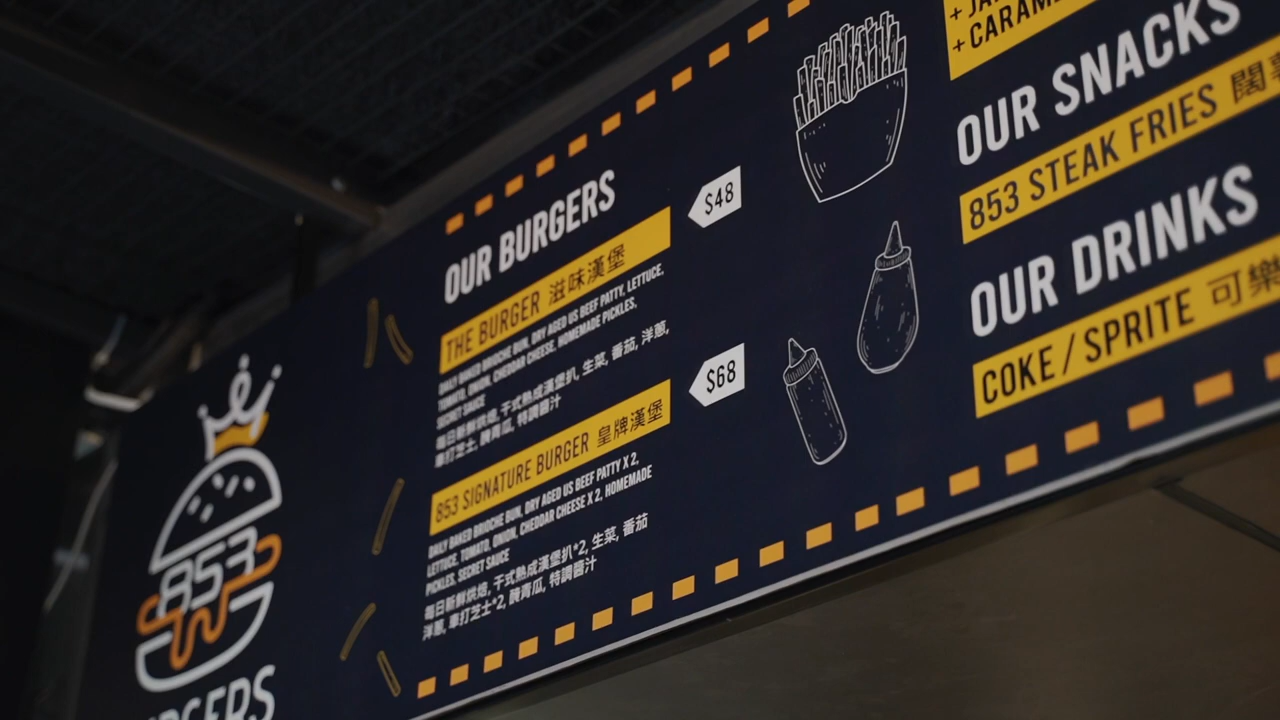 853
OUR BURGERS
THE BURGER 滋味漢堡
$48
DAILY BAKED BRIOCHE BUN, DRY AGED US BEEF PATTY, LETTUCE,
TOMATO, ONION, CHEDDAR CHEESE, HOMEMADE PICKLES,
SECRET SAUCE
每日新鮮烘焙, 干式熟成漢堡扒, 生菜, 番茄, 洋蔥,
車打芝士, 醃青瓜, 特調醬汁
853 SIGNATURE BURGER 皇牌漢堡
$68
DAILY BAKED BRIOCHE BUN, DRY AGED US BEEF PATTY X 2,
LETTUCE, TOMATO, ONION, CHEDDAR CHEESE X 2, HOMEMADE
PICKLES, SECRET SAUCE
每日新鮮烘焙, 干式熟成漢堡扒*2, 生菜, 番茄
洋蔥, 車打芝士*2, 醃青瓜, 特調醬汁
OUR SNACKS
853 STEAK FRIES
OUR DRINKS
COKE / SPRITE 可樂